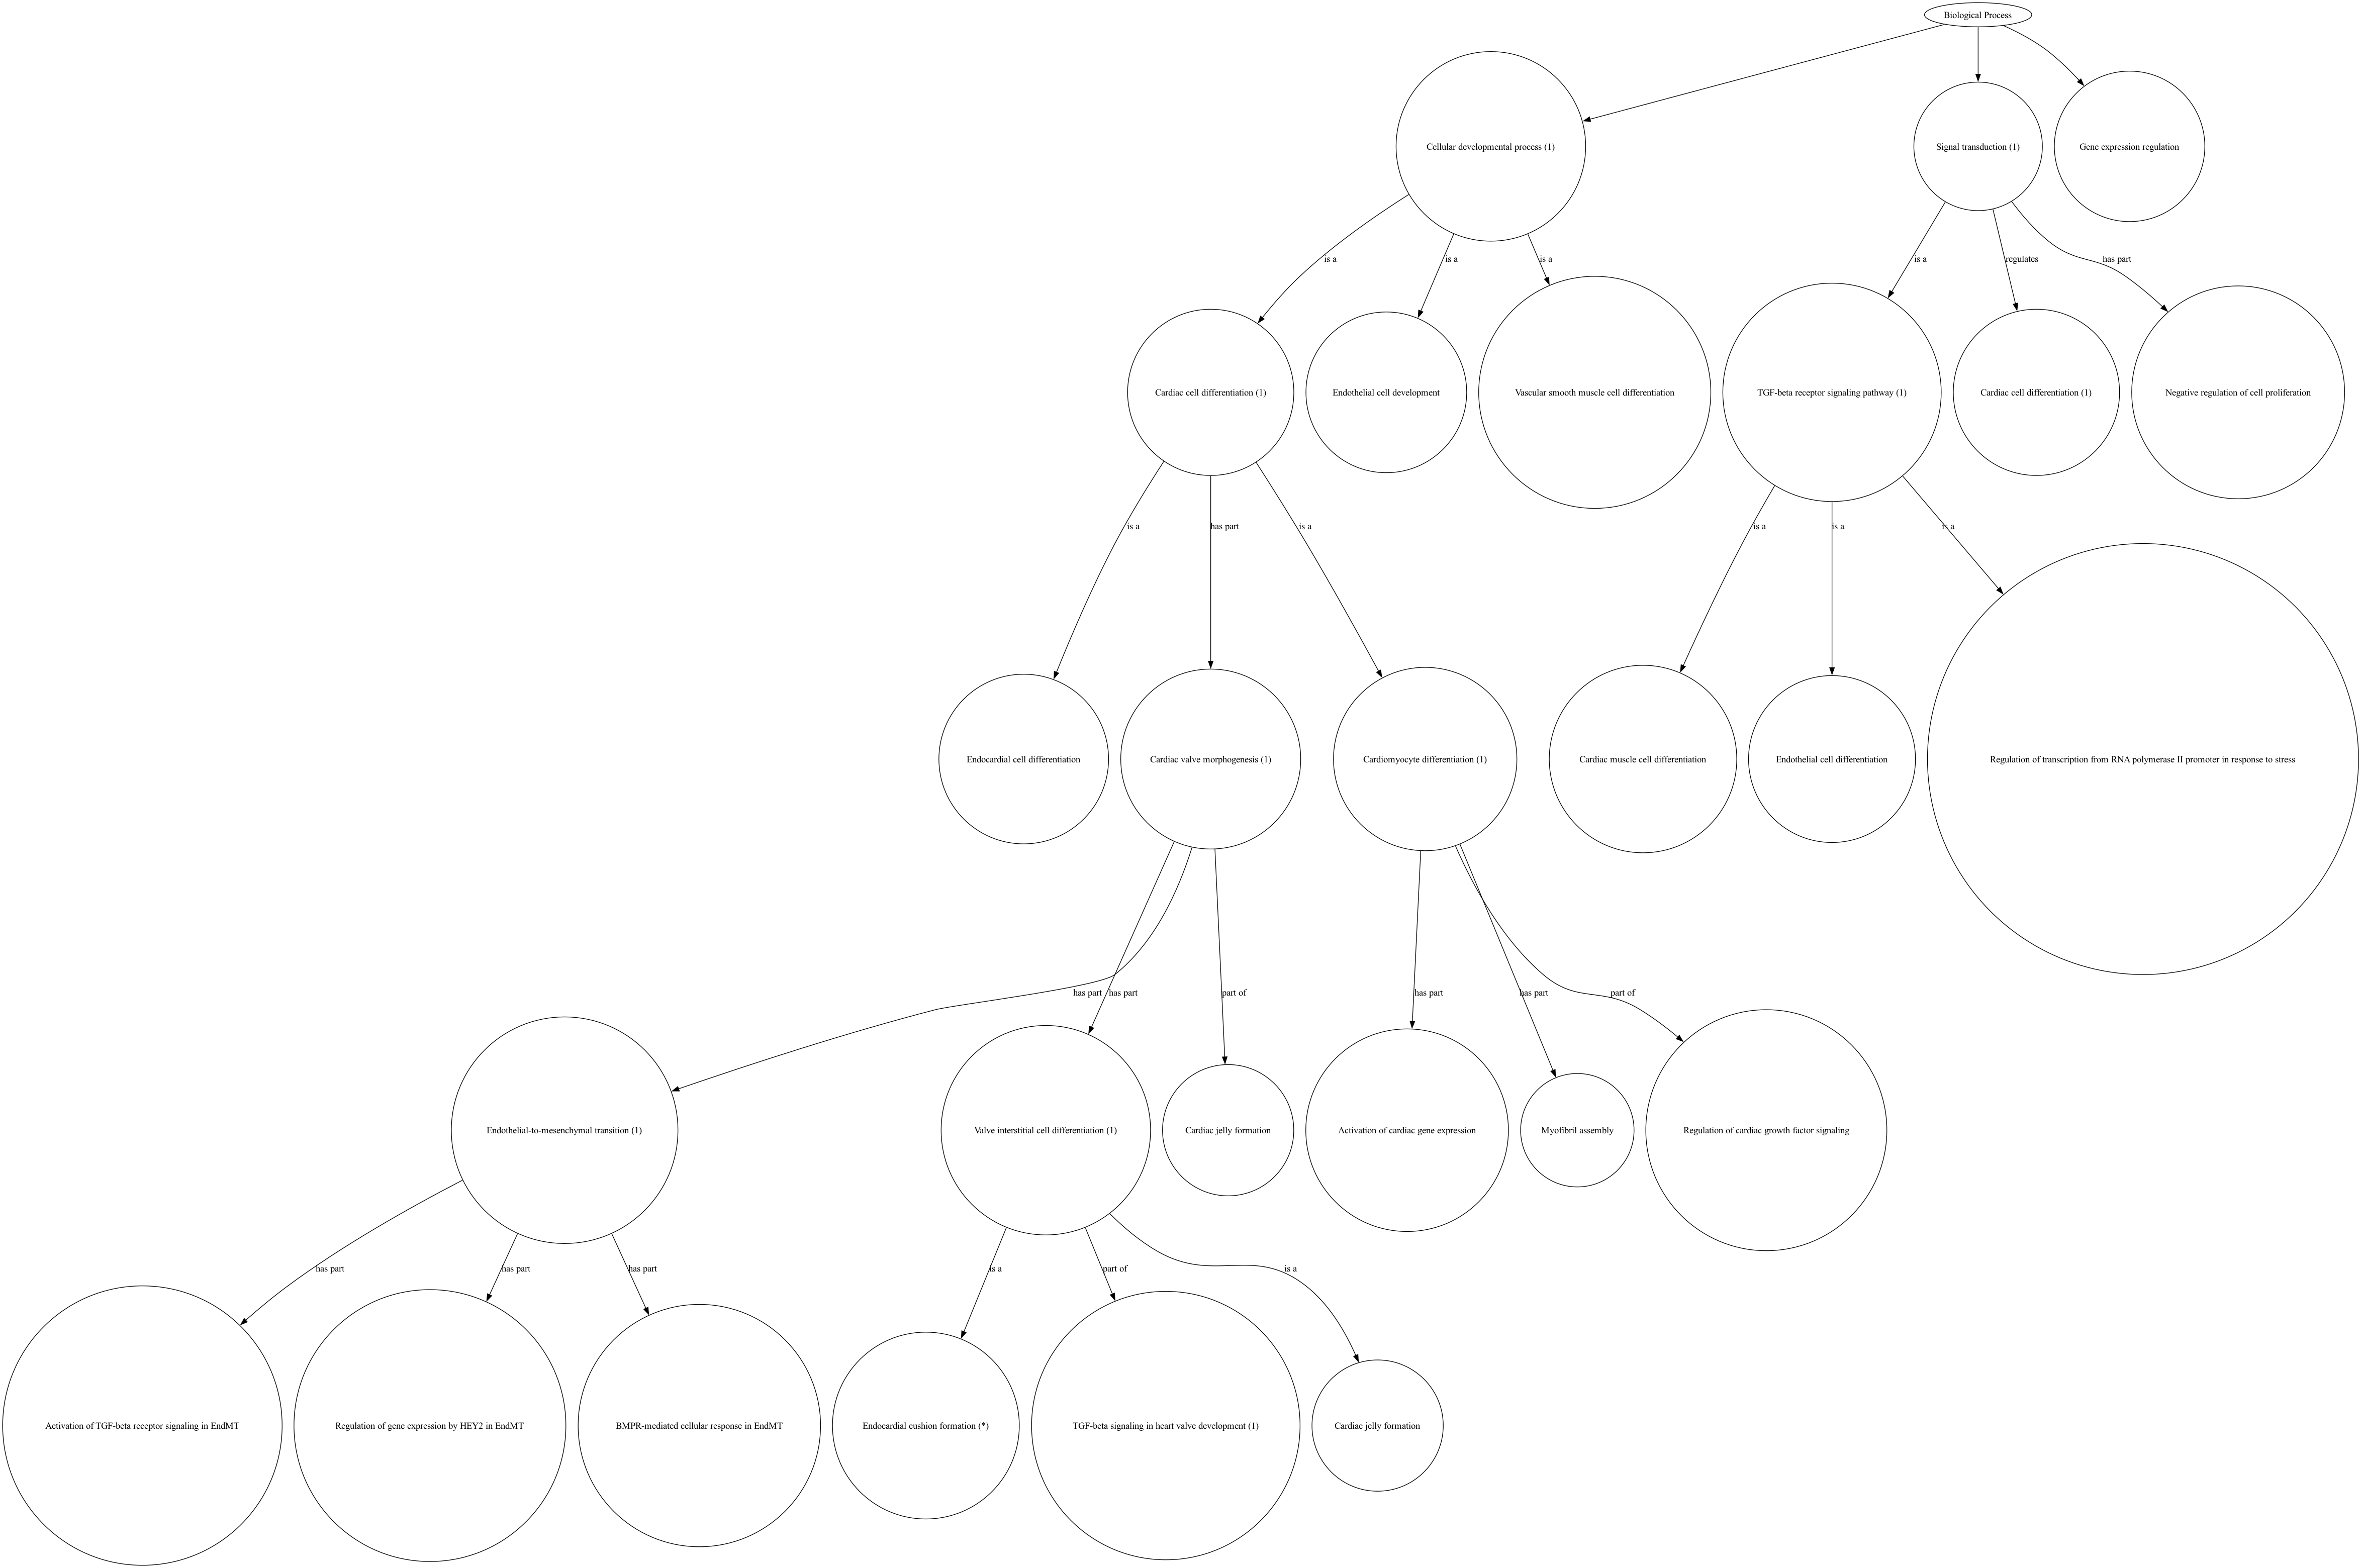 Biological Process
Cellular developmental process (1)
Signal transduction (1)
Gene expression regulation
is a
is a
is a
is a
regulates
has part
Cardiac cell differentiation (1)
Endothelial cell development
Vascular smooth muscle cell differentiation
TGF-beta receptor signaling pathway (1)
Cardiac cell differentiation (1)
Negative regulation of cell proliferation
is a
has part
is a
is a
is a
is a
Endocardial cell differentiation
Cardiac valve morphogenesis (1)
Cardiomyocyte differentiation (1)
Cardiac muscle cell differentiation
Endothelial cell differentiation
Regulation of transcription from RNA polymerase II promoter in response to stress
has part
has part
part of
has part
has part
part of
Endothelial-to-mesenchymal transition (1)
Valve interstitial cell differentiation (1)
Cardiac jelly formation
Activation of cardiac gene expression
Myofibril assembly
Regulation of cardiac growth factor signaling
has part
has part
has part
is a
part of
is a
Activation of TGF-beta receptor signaling in EndMT
Regulation of gene expression by HEY2 in EndMT
BMPR-mediated cellular response in EndMT
Endocardial cushion formation (*)
TGF-beta signaling in heart valve development (1)
Cardiac jelly formation